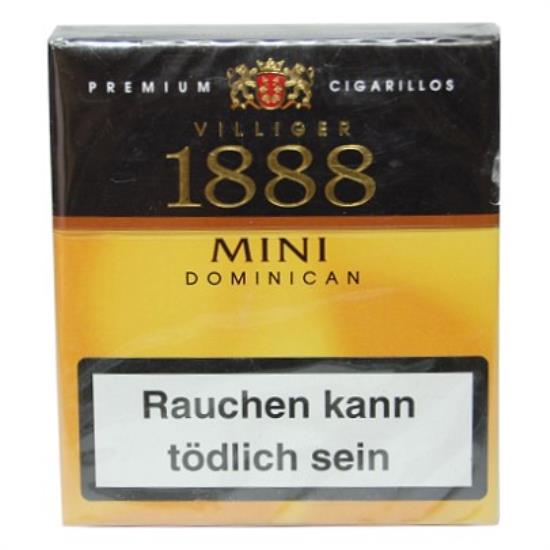 PREMIUM CIGARILLOS
VILLIGER
1888
MINI
DOMINICAN
Rauchen kann
tödlich sein